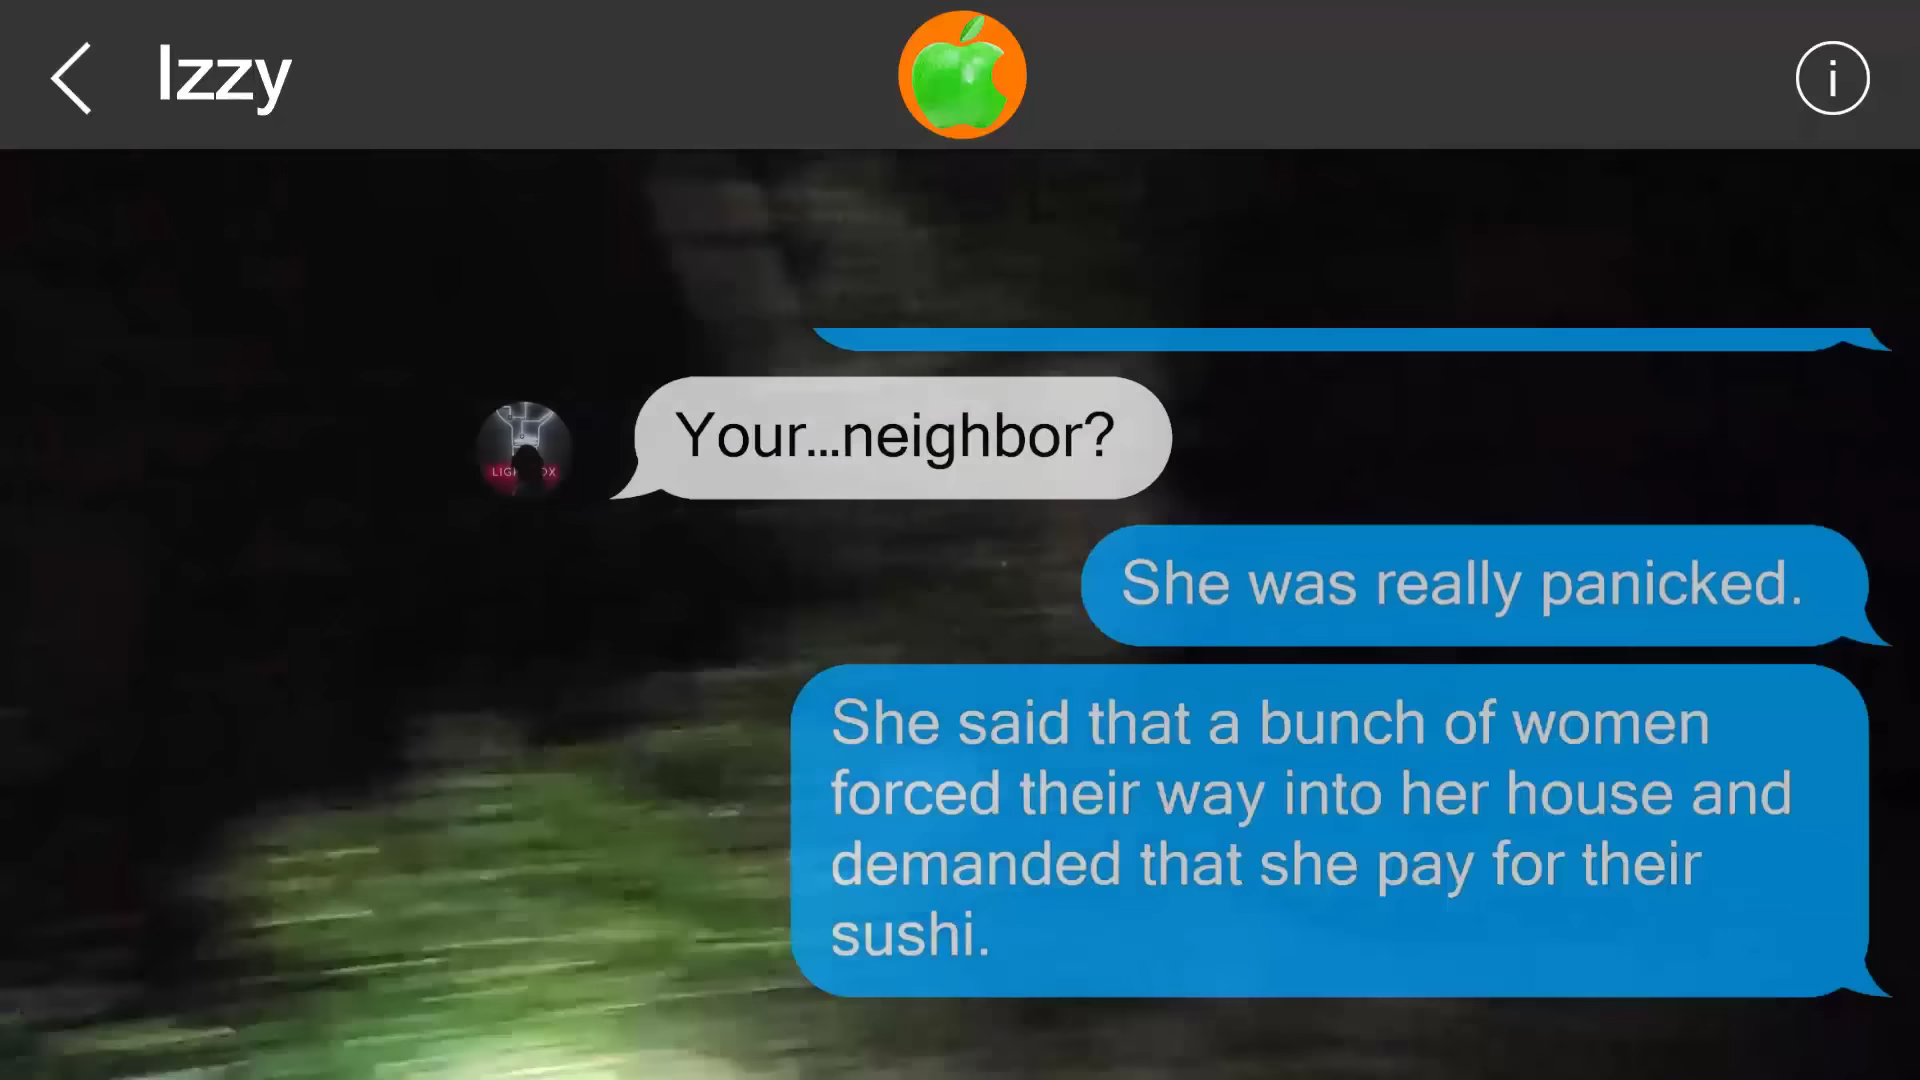 Izzy
i
Your...neighbor?
She was really panicked.
She said that a bunch of women
forced their way into her house and
demanded that she pay for their
sushi.